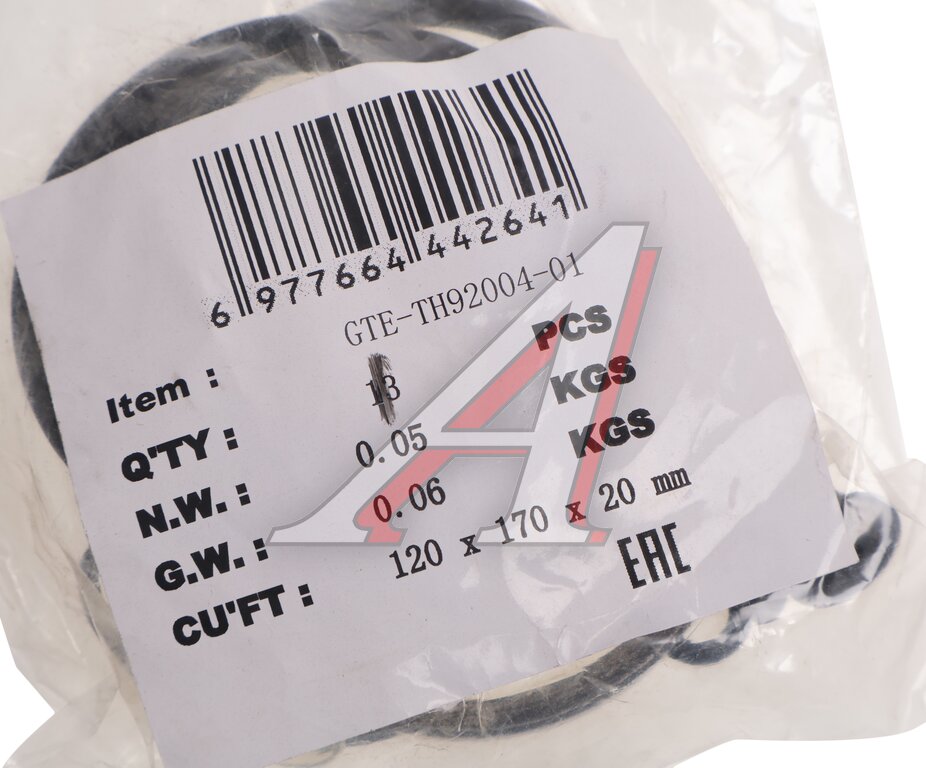 6 977664 442641
Item : GTE-TH92004-01
Q'TY : 13 PCS
N.W. : 0.05 KGS
G.W. : 0.06 KGS
CU'FT : 120 x 170 x 20 mm
EAC